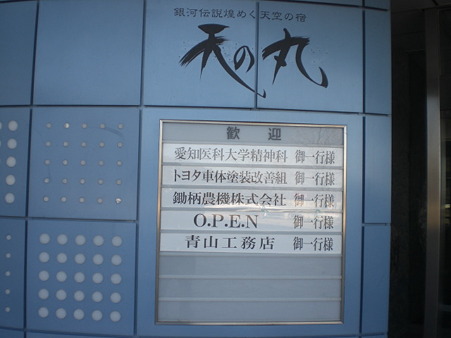 銀河伝説煌めく天空の宿
天の丸
歓迎
愛知医科大学精神科 御一行様
トヨタ車体塗装改善組 御一行様
鋤柄農機株式会社 御一行様
O.P.E.N 御一行様
青山工務店 御一行様